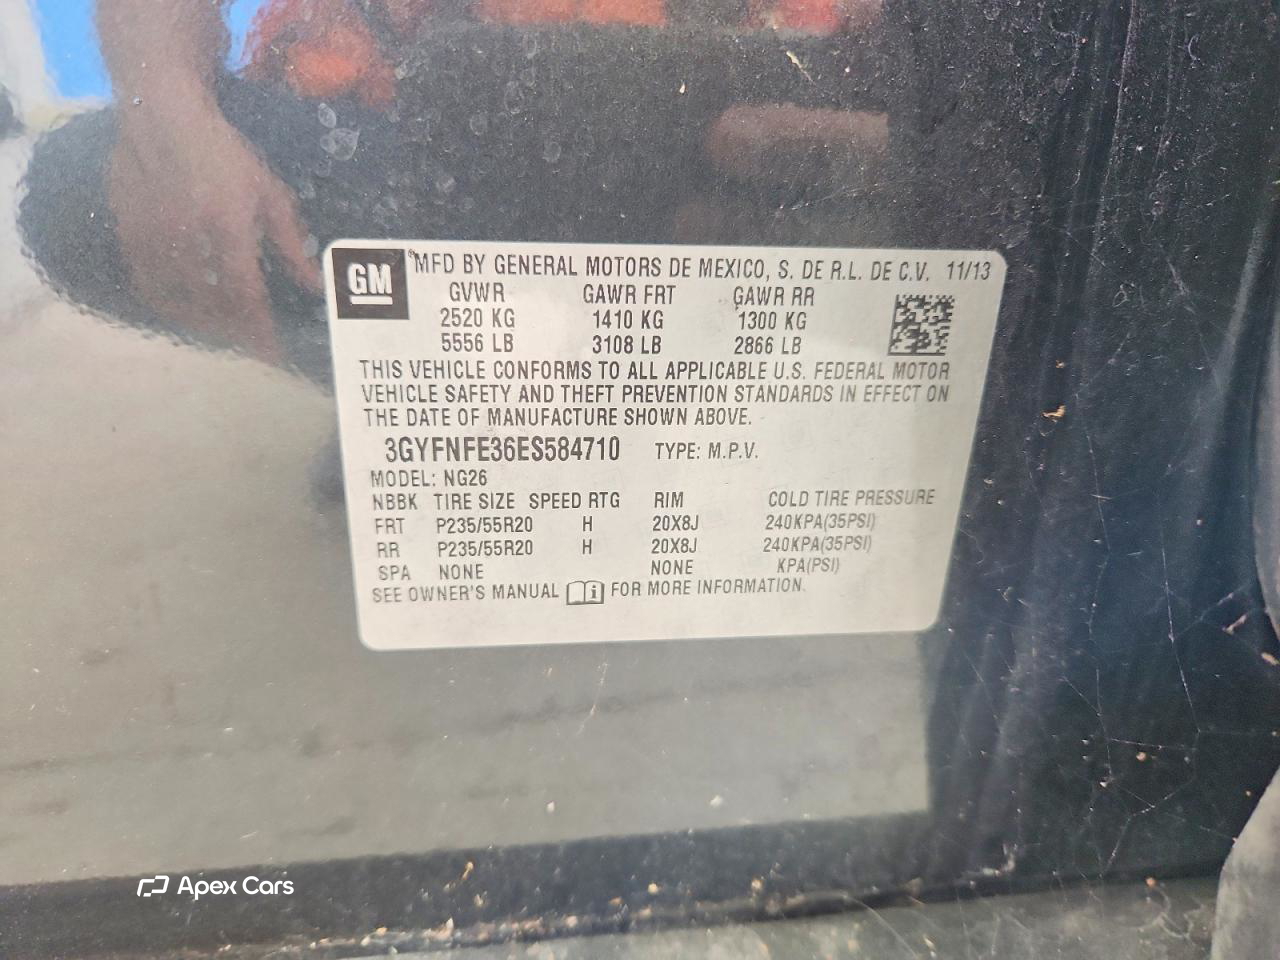 GM ® MFD BY GENERAL MOTORS DE MEXICO, S. DE R.L. DE C.V. 11/13
GVWR GAWR FRT GAWR RR
2520 KG 1410 KG 1300 KG
5556 LB 3108 LB 2866 LB
THIS VEHICLE CONFORMS TO ALL APPLICABLE U.S. FEDERAL MOTOR
VEHICLE SAFETY AND THEFT PREVENTION STANDARDS IN EFFECT ON
THE DATE OF MANUFACTURE SHOWN ABOVE.
3GYFNFE36ES584710 TYPE: M.P.V.
MODEL: NG26
NBBK TIRE SIZE SPEED RTG RIM COLD TIRE PRESSURE
FRT P235/55R20 H 20X8J 240KPA(35PSI)
RR P235/55R20 H 20X8J 240KPA(35PSI)
SPA NONE NONE KPA(PSI)
SEE OWNER'S MANUAL i FOR MORE INFORMATION.
Apex Cars